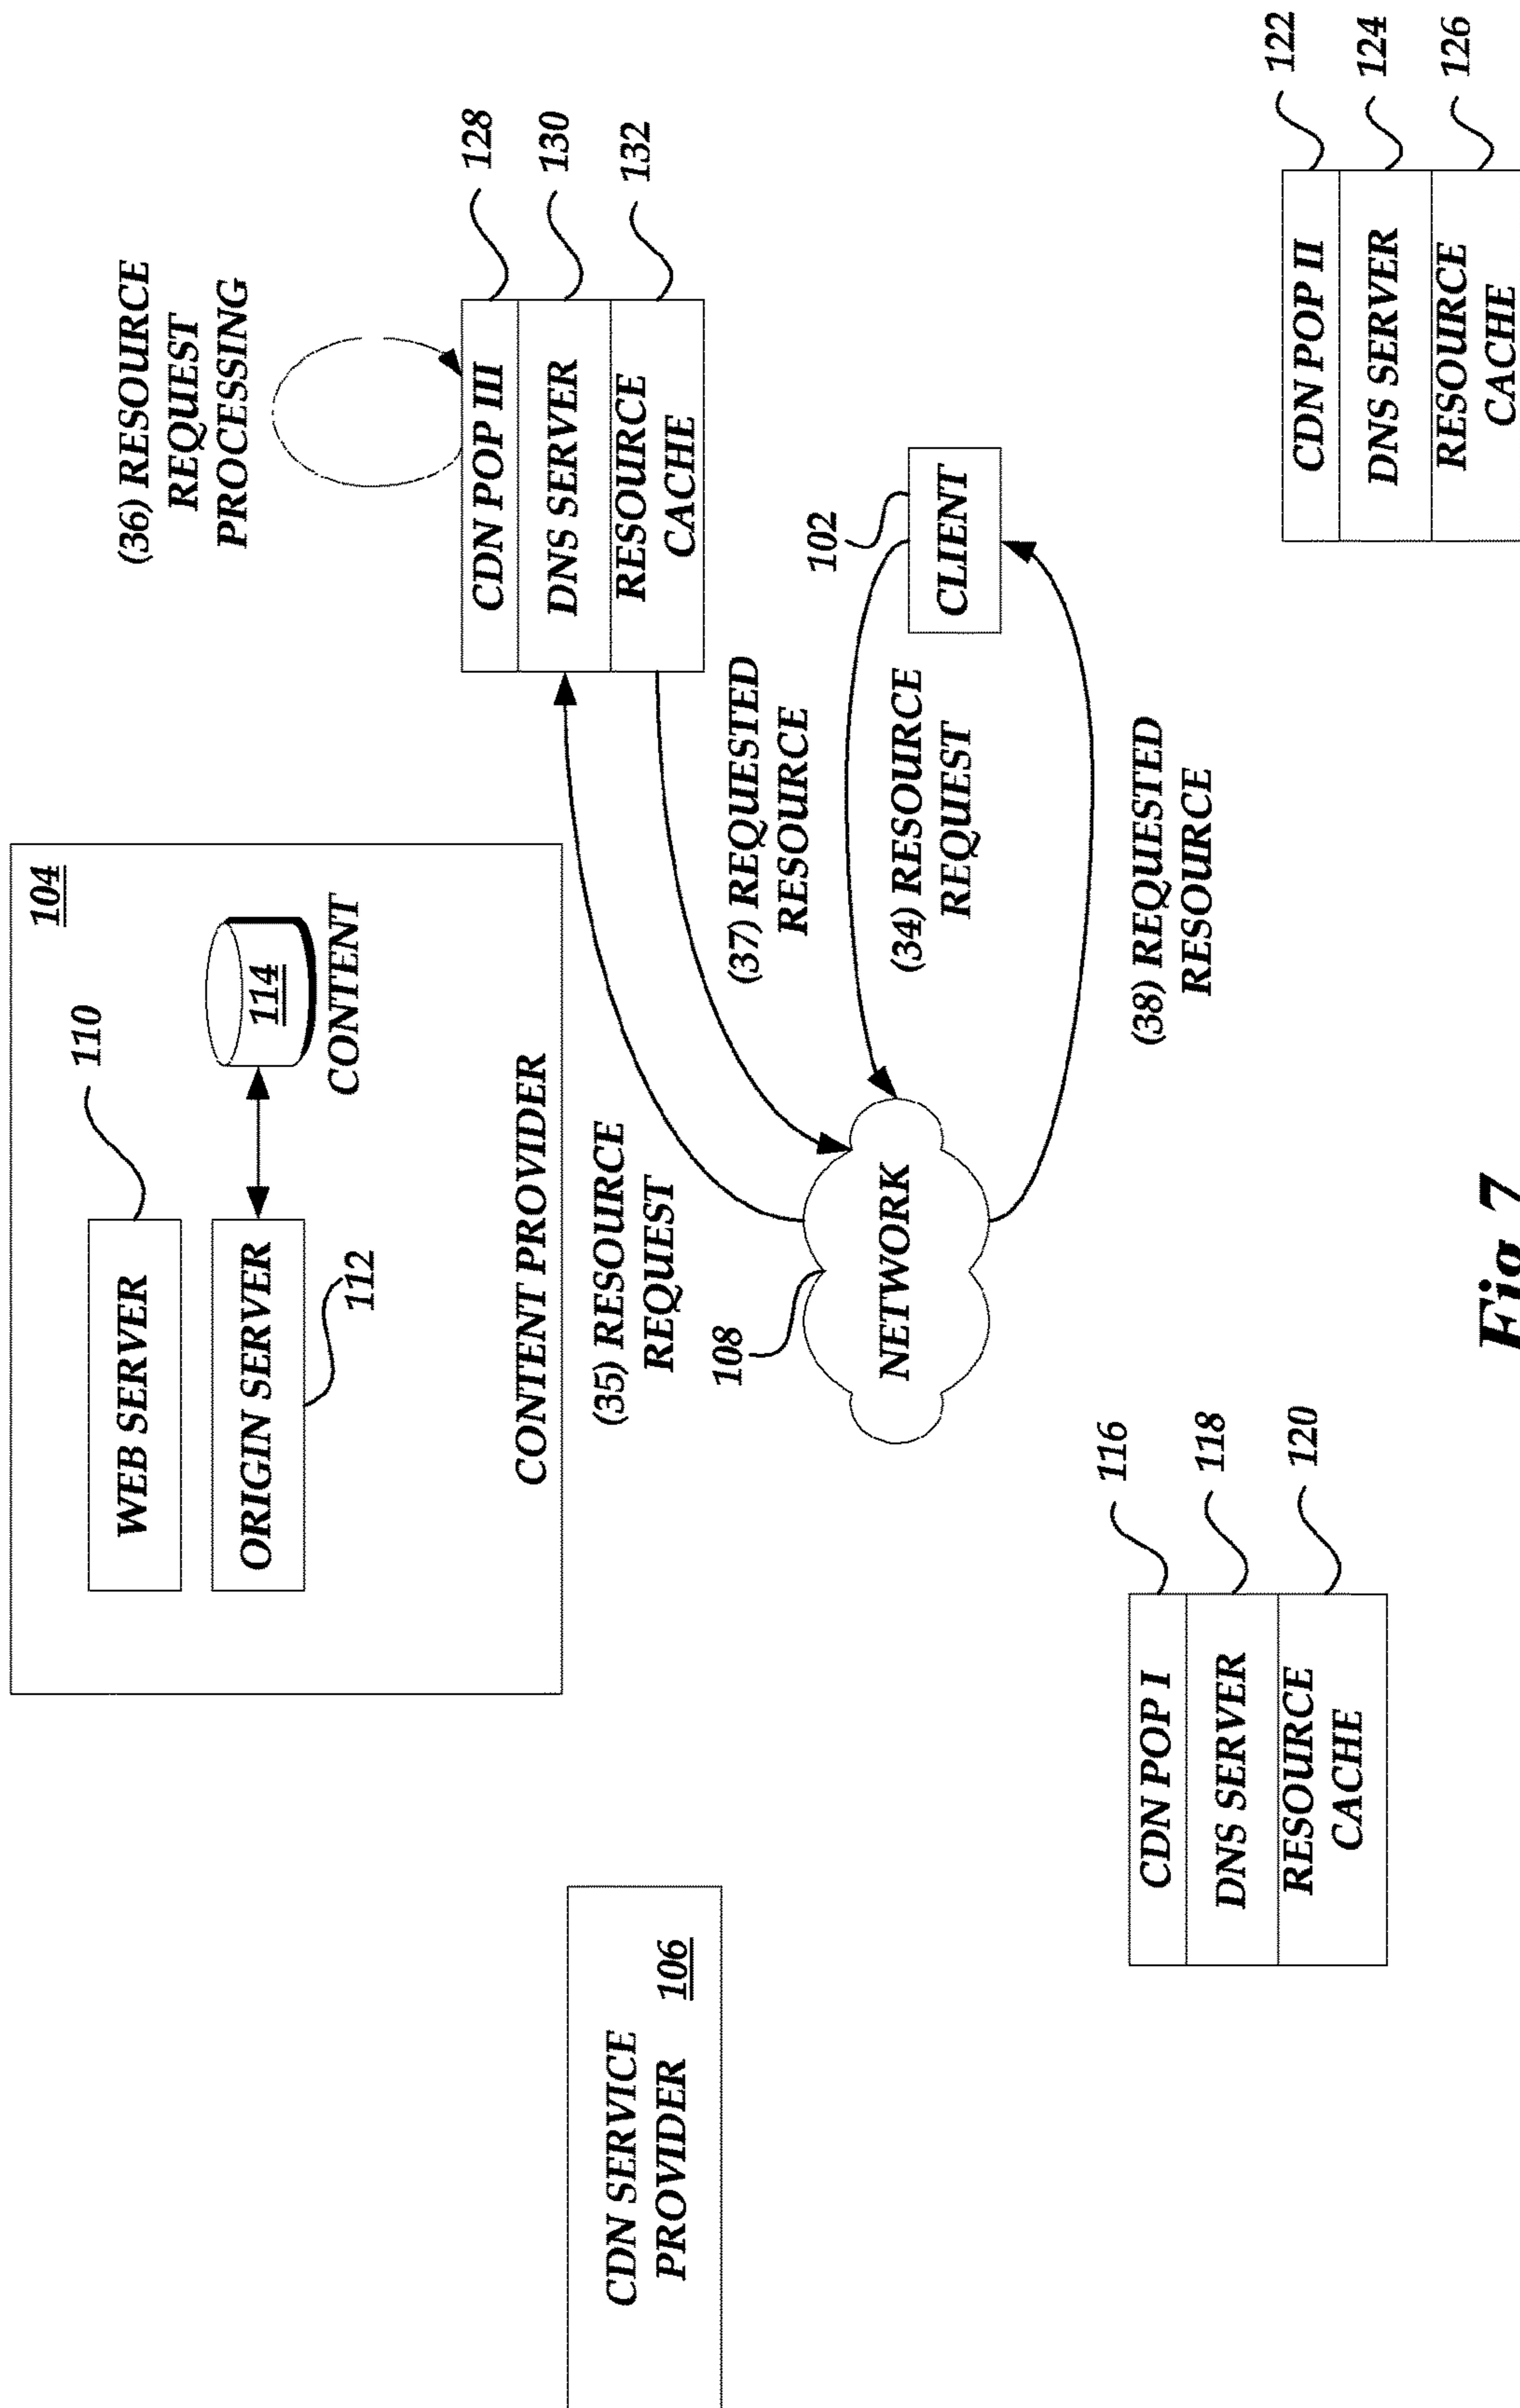 104
WEB SERVER
110
ORIGIN SERVER
112
114
CONTENT
CONTENT PROVIDER
CDN SERVICE
PROVIDER
106
(36) RESOURCE
REQUEST
PROCESSING
CDN POP III
128
DNS SERVER
130
RESOURCE
CACHE
132
(35) RESOURCE
REQUEST
(37) REQUESTED
RESOURCE
108
NETWORK
(34) RESOURCE
REQUEST
102
CLIENT
(38) REQUESTED
RESOURCE
CDN POP I
116
DNS SERVER
118
RESOURCE
CACHE
120
CDN POP II
122
DNS SERVER
124
RESOURCE
CACHE
126
Fig.7